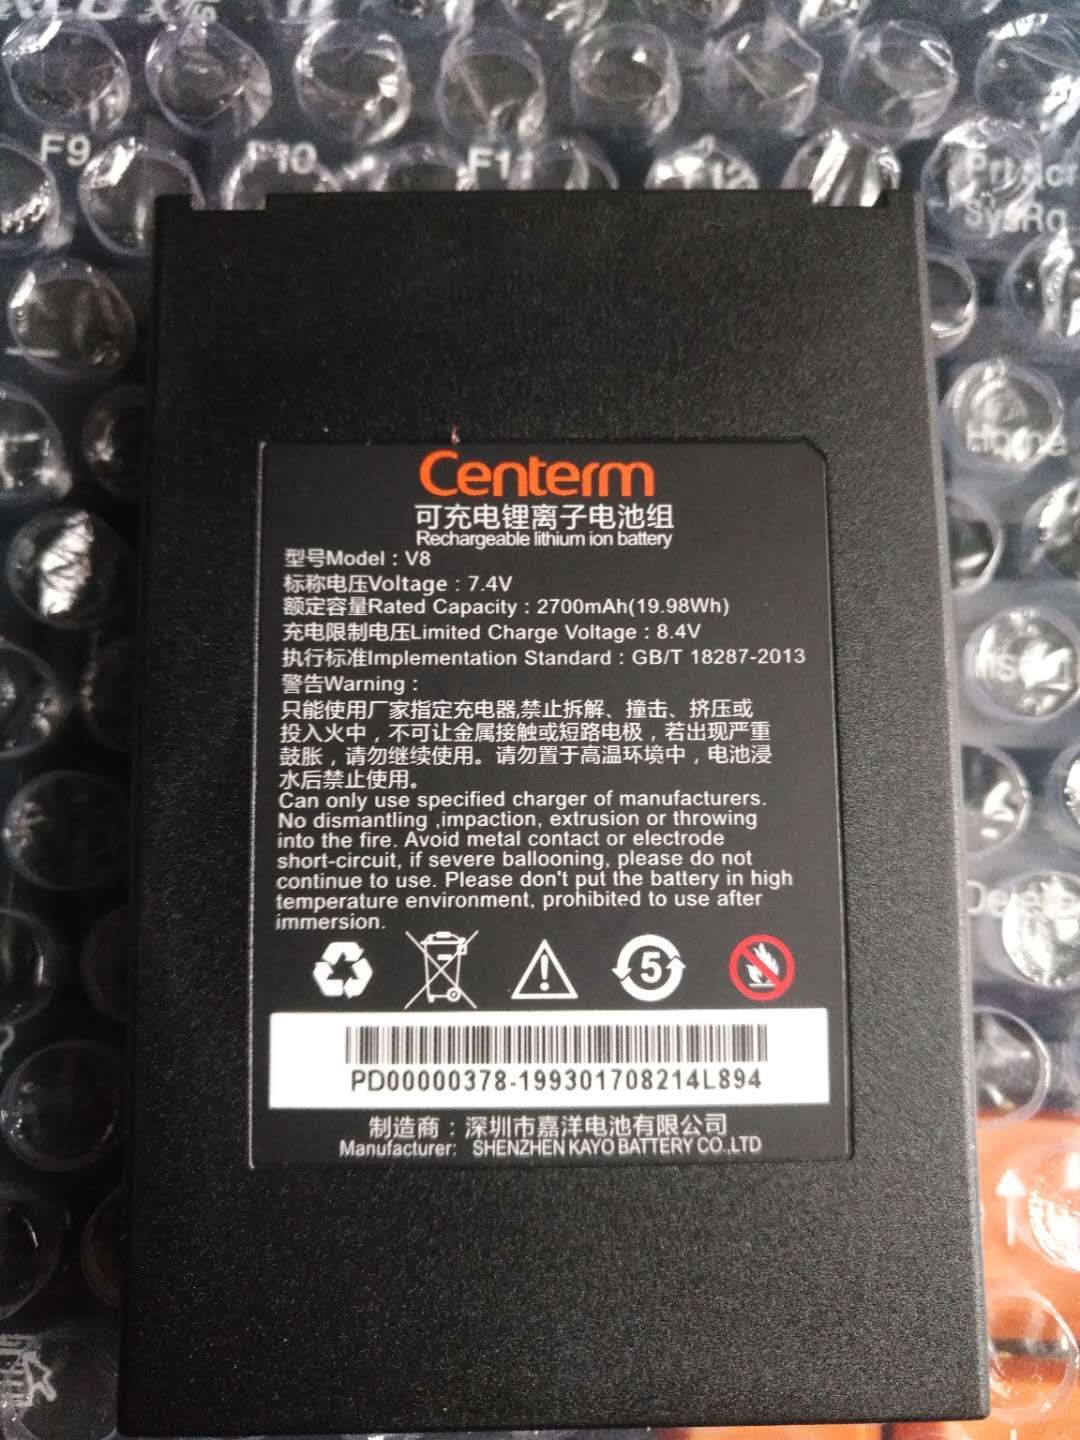 F9
F10
F11
F12
Centerm
可充电锂离子电池组
Rechargeable lithium ion battery
型号Model : V8
标称电压Voltage : 7.4V
额定容量Rated Capacity : 2700mAh(19.98Wh)
充电限制电压Limited Charge Voltage : 8.4V
执行标准Implementation Standard : GB/T 18287-2013
警告Warning :
只能使用厂家指定充电器,禁止拆解、撞击、挤压或
投入火中，不可让金属接触或短路电极，若出现严重
鼓胀，请勿继续使用。请勿置于高温环境中，电池浸
水后禁止使用。
Can only use specified charger of manufacturers.
No dismantling ,impaction, extrusion or throwing
into the fire. Avoid metal contact or electrode
short-circuit, if severe ballooning, please do not
continue to use. Please don't put the battery in high
temperature environment, prohibited to use after
immersion.
5
PD00000378-199301708214L894
制造商：深圳市嘉洋电池有限公司
Manufacturer: SHENZHEN KAYO BATTERY CO.,LTD
SysRq
Home
Insert
Delete